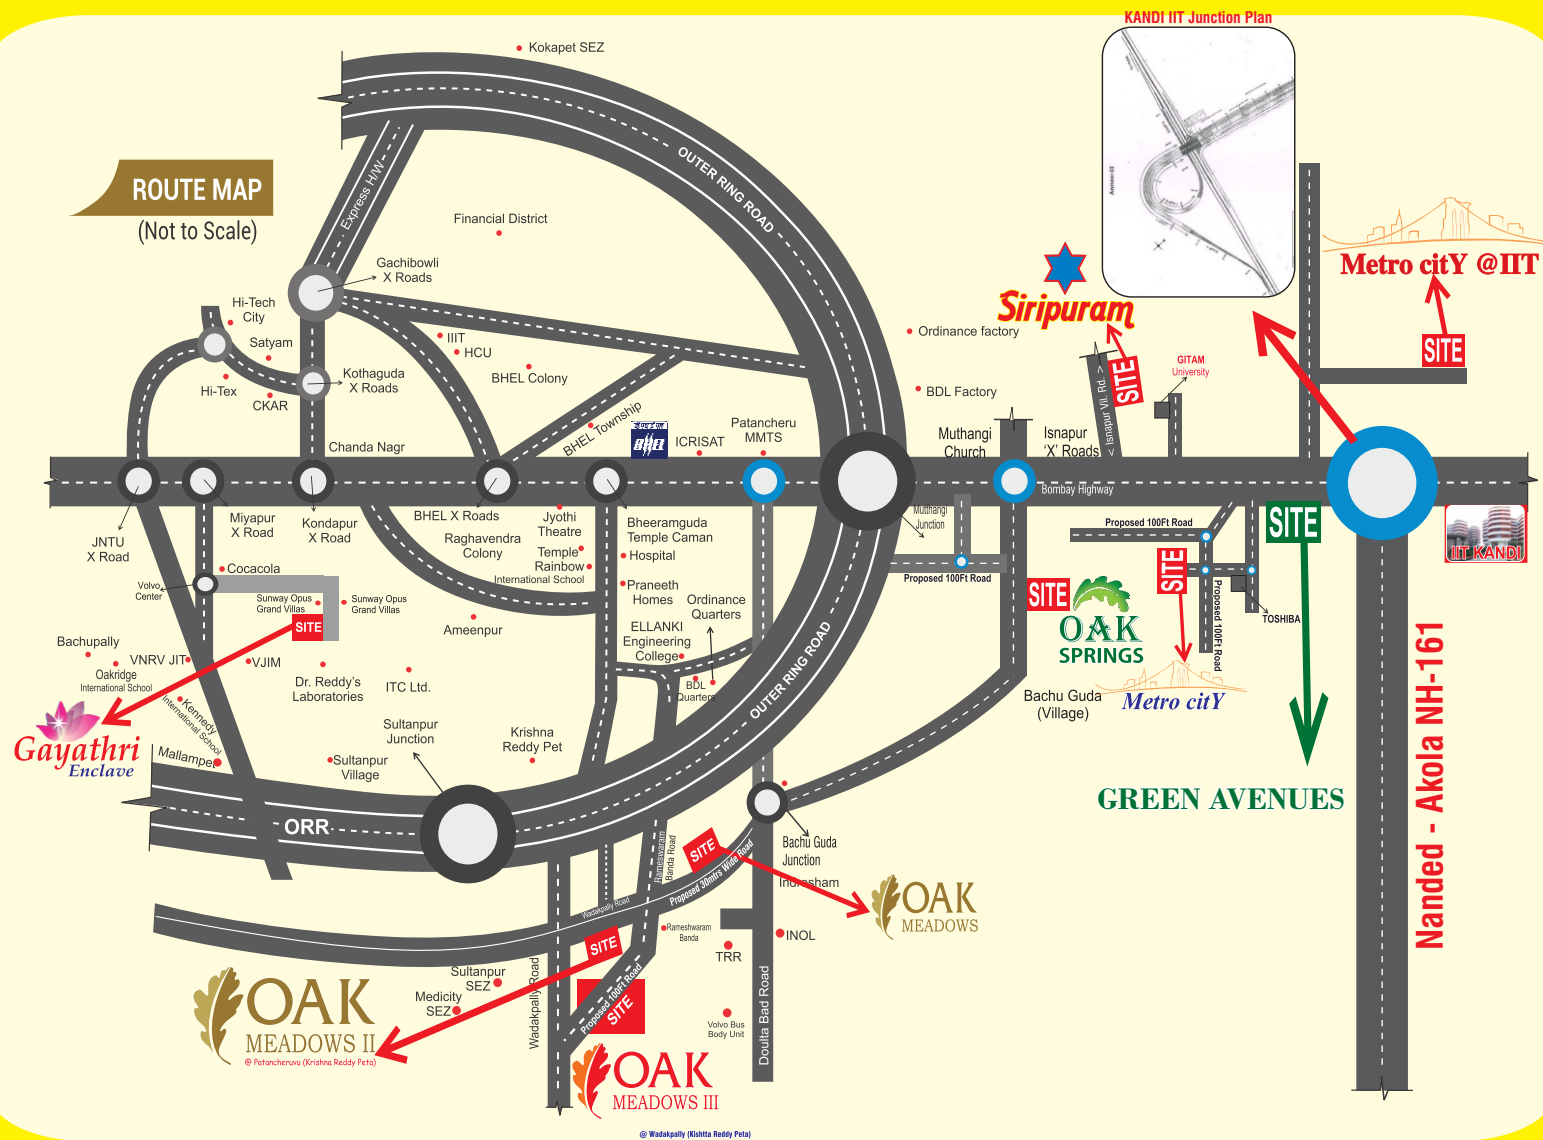 KANDI IIT Junction Plan
Annex-II
Kokapet SEZ
OUTER RING ROAD
ROUTE MAP
(Not to Scale)
Express H/W
Financial District
Gachibowli
X Roads
Hi-Tech
City
Satyam
Hi-Tex
CKAR
Kothaguda
X Roads
IIIT
HCU
BHEL Colony
BHEL Township
BHEL
ICRISAT
Patancheru
MMTS
Chanda Nagr
Siripuram
Metro citY @IIT
SITE
SITE
Ordinance factory
BDL Factory
Isnapur Vil. Rd.
GITAM
University
Muthangi
Church
Isnapur
‘X’ Roads
Bombay Highway
JNTU
X Road
Miyapur
X Road
Kondapur
X Road
BHEL X Roads
Raghavendra
Colony
Jyothi
Theatre
Temple
Rainbow
International School
Bheeramguda
Temple Caman
Hospital
Praneeth
Homes
Ordinance
Quarters
ELLANKI
Engineering
College
BDL
Quarters
Mutthangi
Junction
Proposed 100Ft Road
Proposed 100Ft Road
Proposed 100Ft Road
SITE
SITE
TOSHIBA
IIT KANDI
SITE
OAK
SPRINGS
Metro citY
Bachu Guda
(Village)
GREEN AVENUES
Nanded - Akola NH-161
Cocacola
Volvo
Center
Sunway Opus
Grand Villas
Sunway Opus
Grand Villas
SITE
Ameenpur
Bachupally
VNRV JIT
Oakridge
International School
VJIM
Dr. Reddy’s
Laboratories
ITC Ltd.
Kennedy
International School
Mallampet
Gayathri
Enclave
Sultanpur
Junction
Sultanpur
Village
Krishna
Reddy Pet
OUTER RING ROAD
ORR
Rameswaram
Banda Road
SITE
Proposed 30mtrs Wide Road
Bachu Guda
Junction
Indresham
OAK
MEADOWS
Wadakpally Road
Rameshwaram
Banda
INOL
TRR
SITE
Sultanpur
SEZ
Medicity
SEZ
Wadakpally Road
Proposed 100Ft Road
SITE
Volvo Bus
Body Unit
Doulta Bad Road
OAK
MEADOWS II
@ Patancheruvu (Krishna Reddy Peta)
OAK
MEADOWS III
@ Wadakpally (Kishtta Reddy Peta)